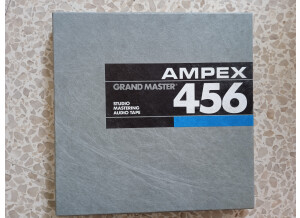 AMPEX
GRAND MASTER®
456
STUDIO
MASTERING
AUDIO TAPE